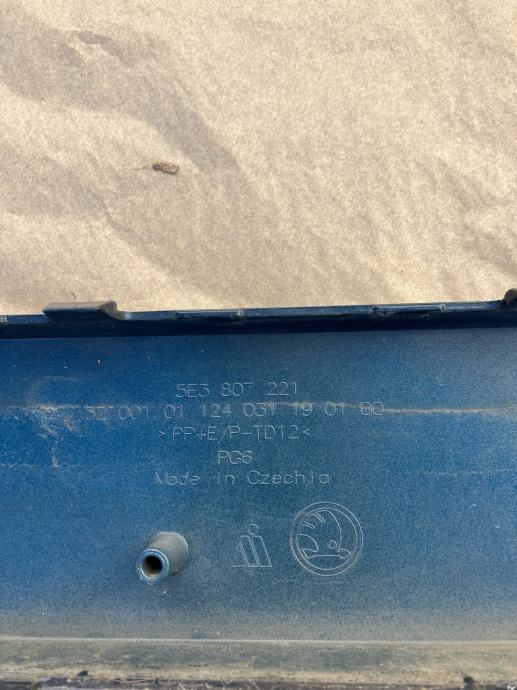 5E3 807 221
52 001 01 124 031 19 01 00
>PP+E/P-TD12<
PG6
Made in Czechia